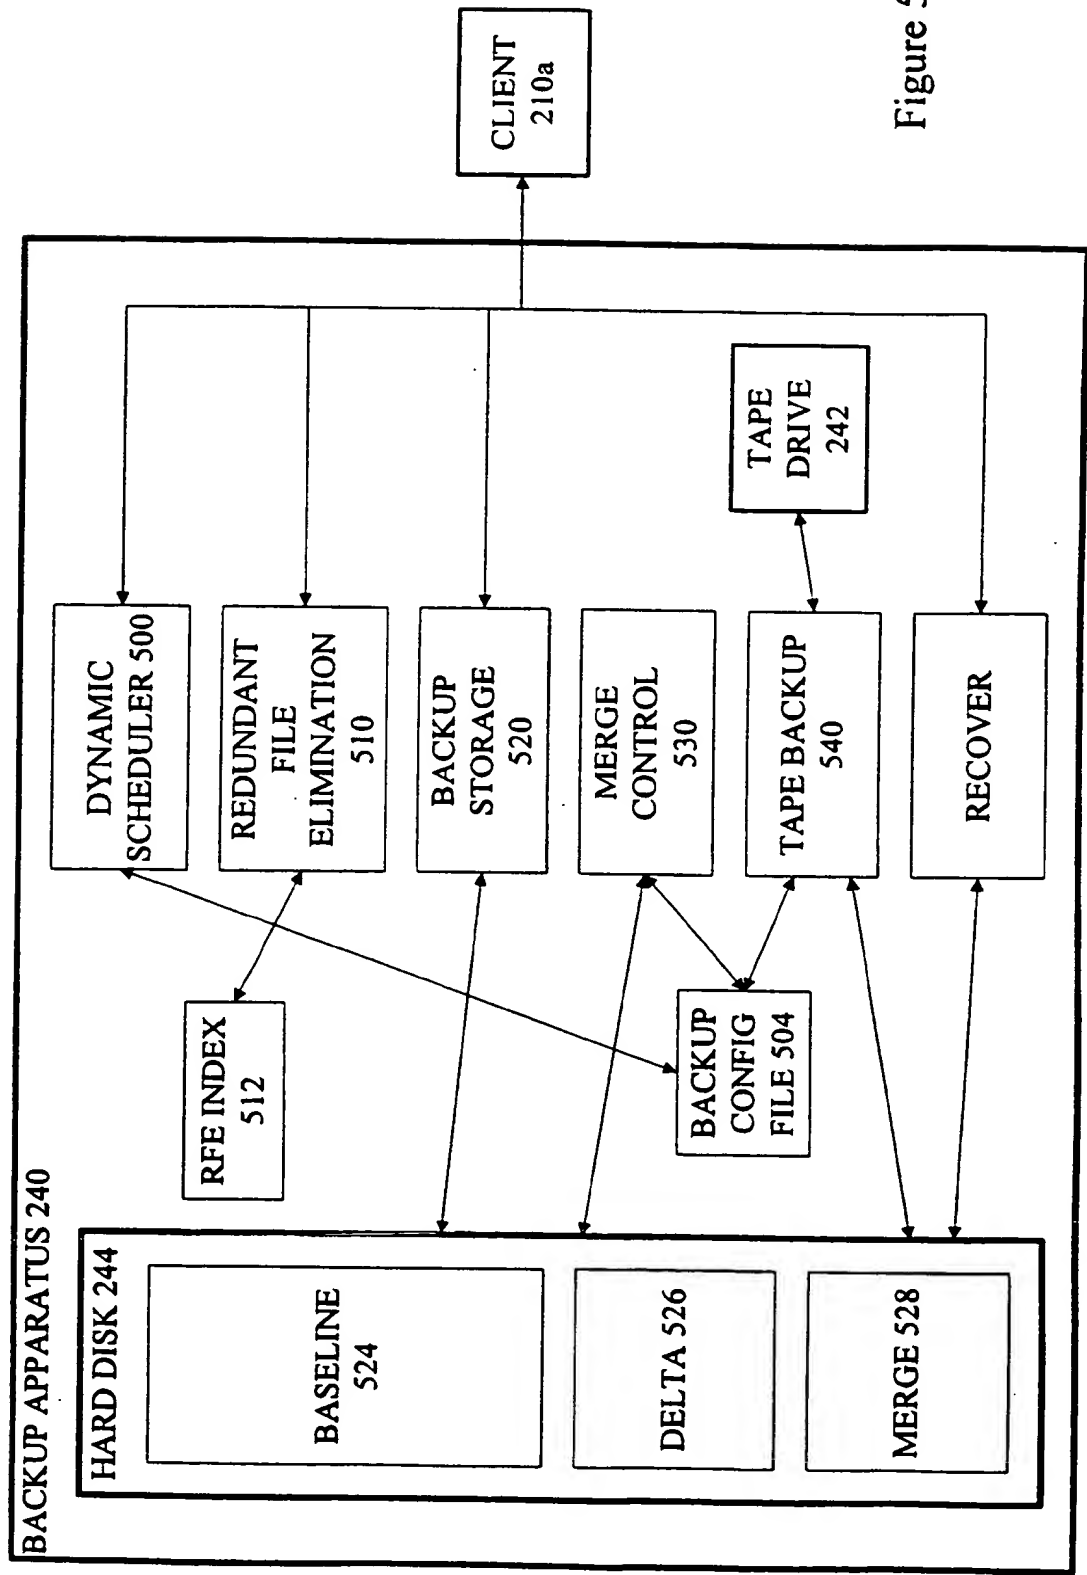 BACKUP APPARATUS 240
HARD DISK 244
BASELINE
524
DELTA 526
MERGE 528
RFE INDEX
512
BACKUP
CONFIG
FILE 504
DYNAMIC
SCHEDULER 500
REDUNDANT
FILE
ELIMINATION
510
BACKUP
STORAGE
520
MERGE
CONTROL
530
TAPE BACKUP
540
RECOVER
TAPE
DRIVE
242
CLIENT
210a
Figure 5